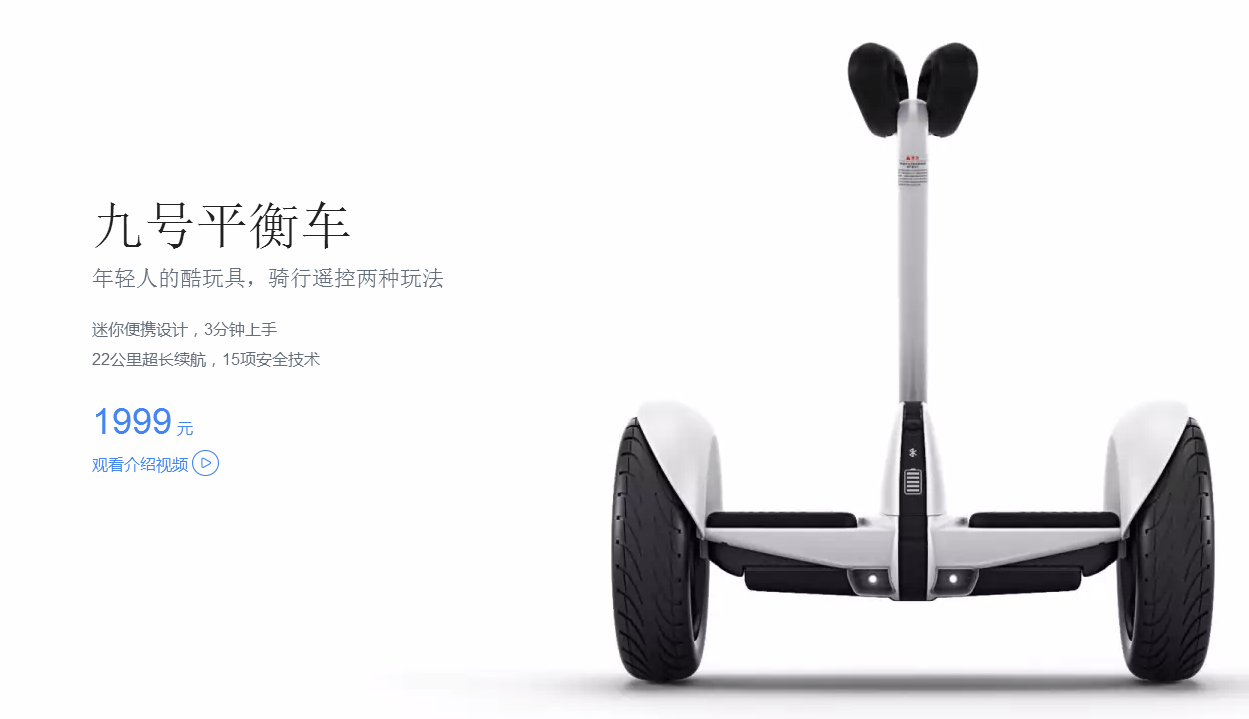 九号平衡车
年轻人的酷玩具，骑行遥控两种玩法
迷你便携设计，3分钟上手
22公里超长续航，15项安全技术
1999 元
观看介绍视频